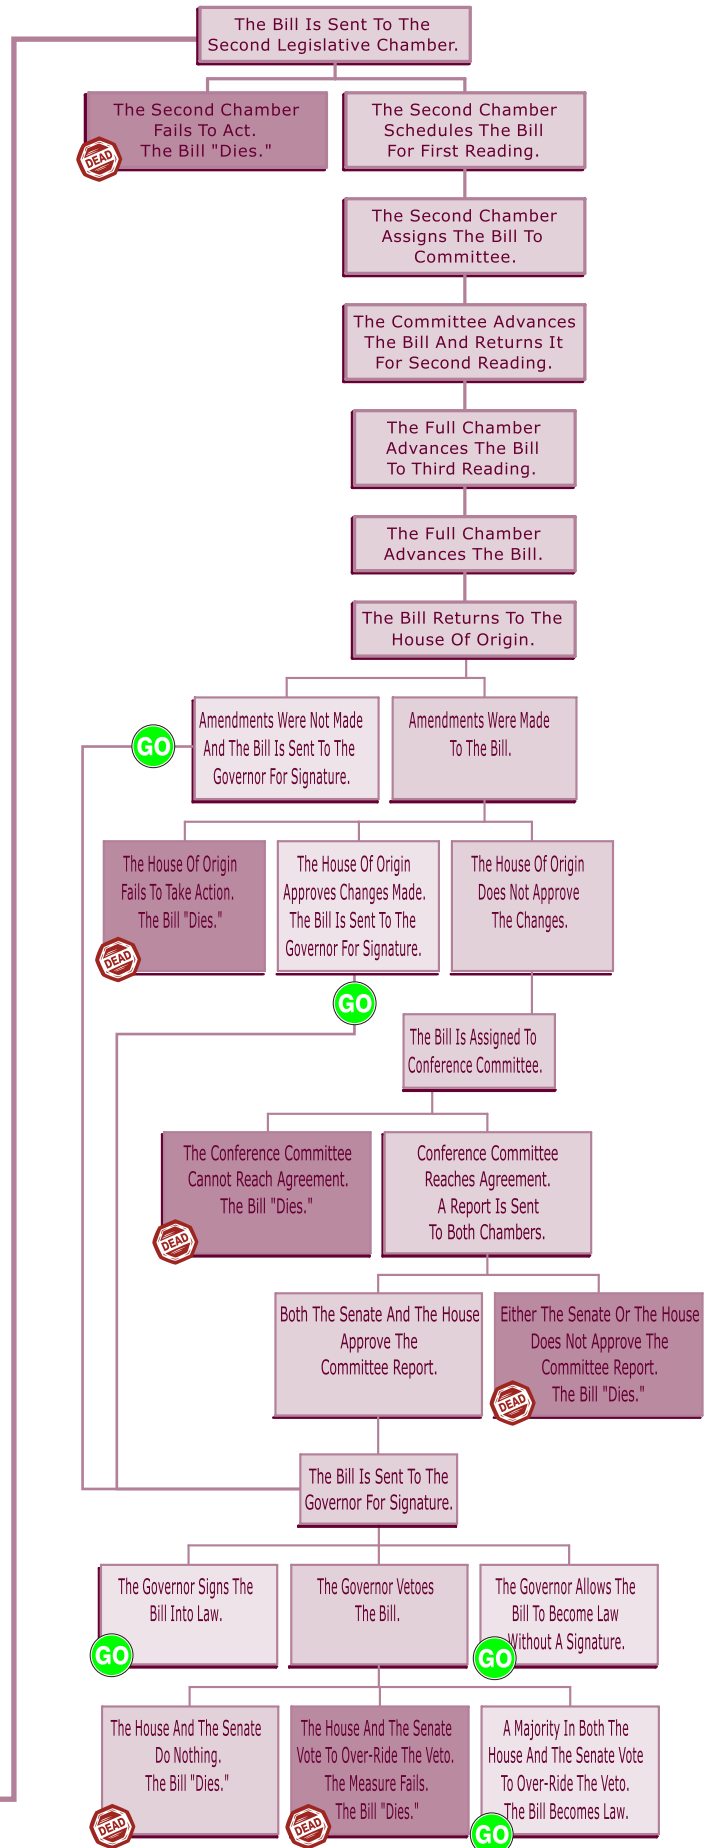 The Bill Is Sent To The
Second Legislative Chamber.
The Second Chamber
Fails To Act.
The Bill "Dies."
DEAD
The Second Chamber
Schedules The Bill
For First Reading.
The Second Chamber
Assigns The Bill To
Committee.
The Committee Advances
The Bill And Returns It
For Second Reading.
The Full Chamber
Advances The Bill
To Third Reading.
The Full Chamber
Advances The Bill.
The Bill Returns To The
House Of Origin.
GO
Amendments Were Not Made
And The Bill Is Sent To The
Governor For Signature.
Amendments Were Made
To The Bill.
The House Of Origin
Fails To Take Action.
The Bill "Dies."
DEAD
The House Of Origin
Approves Changes Made.
The Bill Is Sent To The
Governor For Signature.
GO
The House Of Origin
Does Not Approve
The Changes.
The Bill Is Assigned To
Conference Committee.
The Conference Committee
Cannot Reach Agreement.
The Bill "Dies."
DEAD
Conference Committee
Reaches Agreement.
A Report Is Sent
To Both Chambers.
Both The Senate And The House
Approve The
Committee Report.
Either The Senate Or The House
Does Not Approve The
Committee Report.
The Bill "Dies."
DEAD
The Bill Is Sent To The
Governor For Signature.
The Governor Signs The
Bill Into Law.
GO
The Governor Vetoes
The Bill.
The Governor Allows The
Bill To Become Law
Without A Signature.
GO
The House And The Senate
Do Nothing.
The Bill "Dies."
DEAD
The House And The Senate
Vote To Over-Ride The Veto.
The Measure Fails.
The Bill "Dies."
DEAD
A Majority In Both The
House And The Senate Vote
To Over-Ride The Veto.
The Bill Becomes Law.
GO